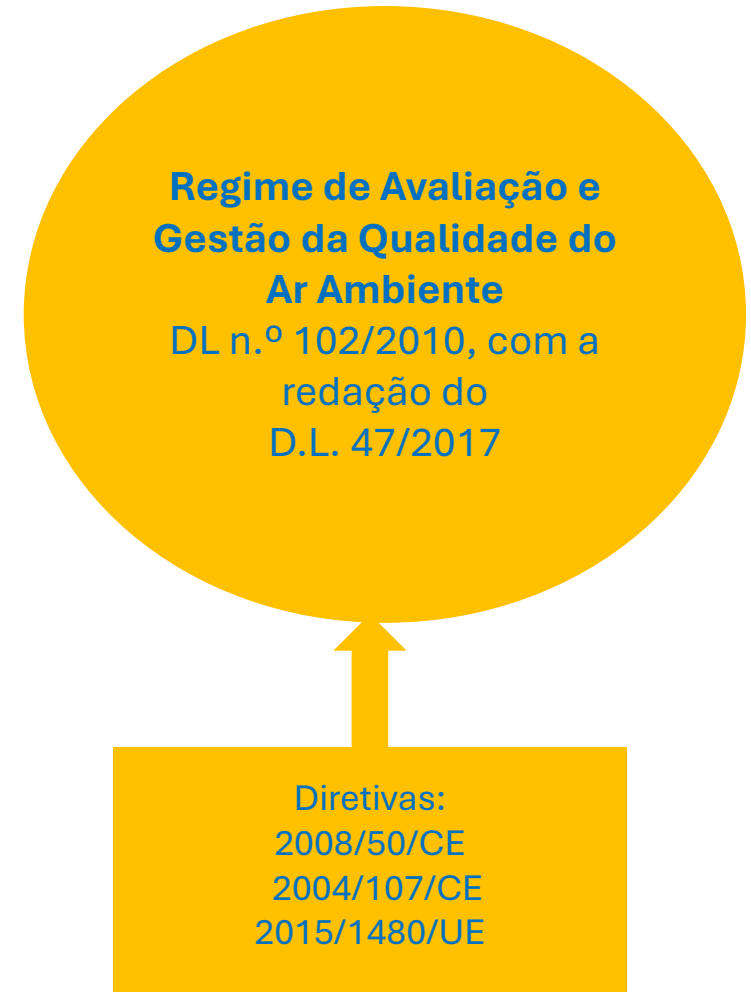 Regime de Avaliação e
Gestão da Qualidade do
Ar Ambiente
DL n.º 102/2010, com a
redação do
D.L. 47/2017
Diretivas:
2008/50/CE
2004/107/CE
2015/1480/UE